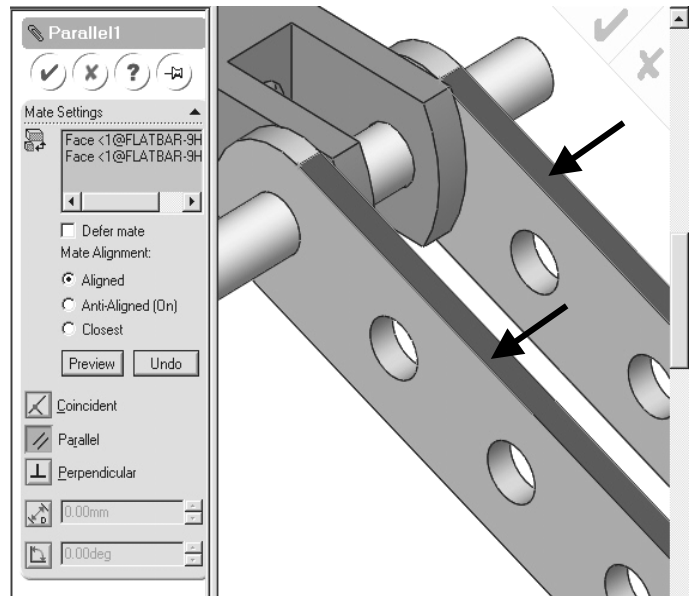 Parallel1
?
Mate Settings
Face <1@FLATBAR-9H
Face <1@FLATBAR-9H
Defer mate
Mate Alignment:
Aligned
Anti-Aligned (On)
Closest
Preview Undo
Coincident
Parallel
Perpendicular
D 0.00mm
0.00deg